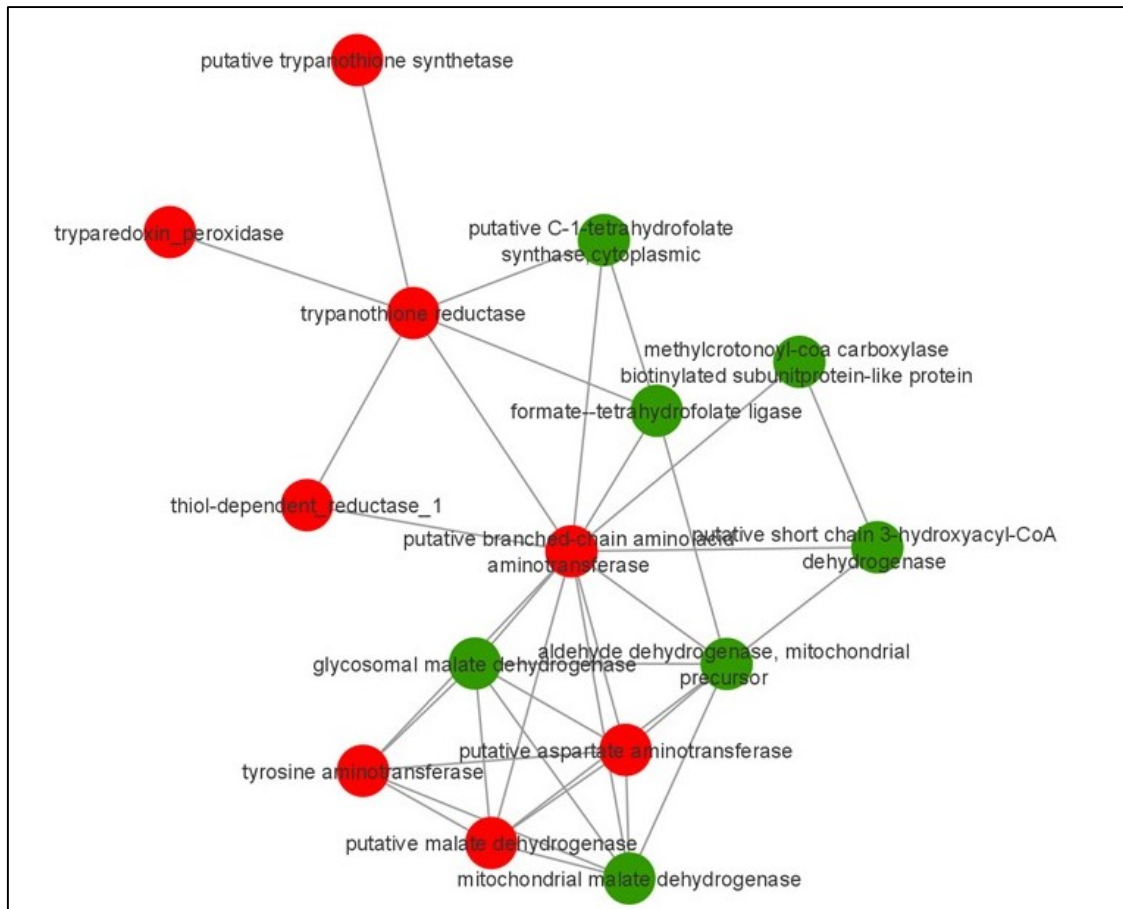 putative trypanothione synthetase
tryparedoxin_peroxidase
putative C-1-tetrahydrofolate
synthase,cytoplasmic
trypanothione reductase
methylcrotonoyl-coa carboxylase
biotinylated subunitprotein-like protein
formate--tetrahydrofolate ligase
thiol-dependent_reductase_1
putative branched-chain amino acid
aminotransferase
putative short chain 3-hydroxyacyl-CoA
dehydrogenase
glycosomal malate dehydrogenase
aldehyde dehydrogenase, mitochondrial
precursor
putative aspartate aminotransferase
tyrosine aminotransferase
putative malate dehydrogenase
mitochondrial malate dehydrogenase